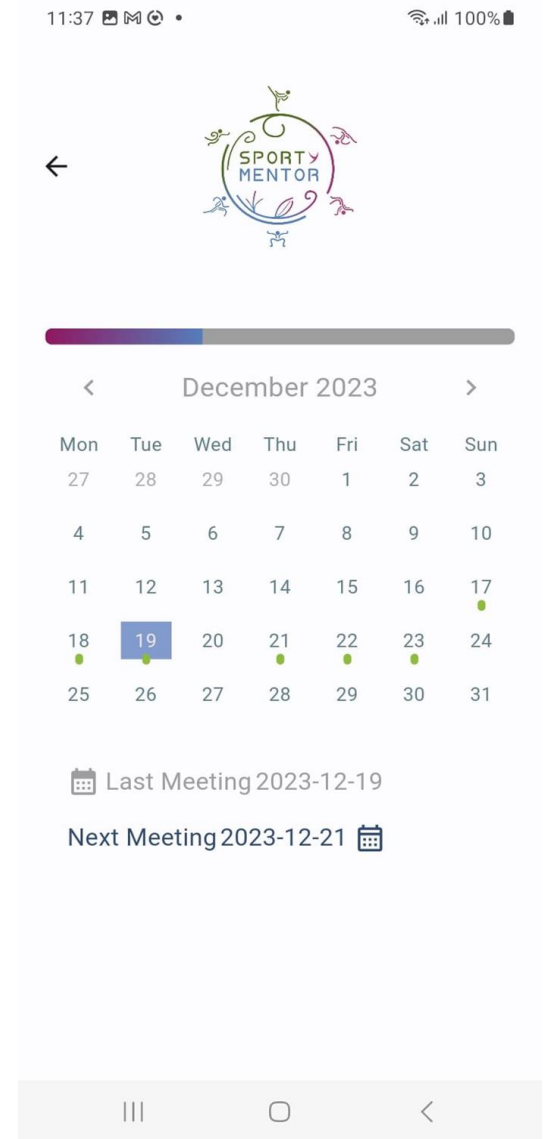 11:37 100%
SPORTY
MENTOR
December 2023
Mon Tue Wed Thu Fri Sat Sun
27 28 29 30 1 2 3
4 5 6 7 8 9 10
11 12 13 14 15 16 17
18 19 20 21 22 23 24
25 26 27 28 29 30 31
Last Meeting 2023-12-19
Next Meeting 2023-12-21